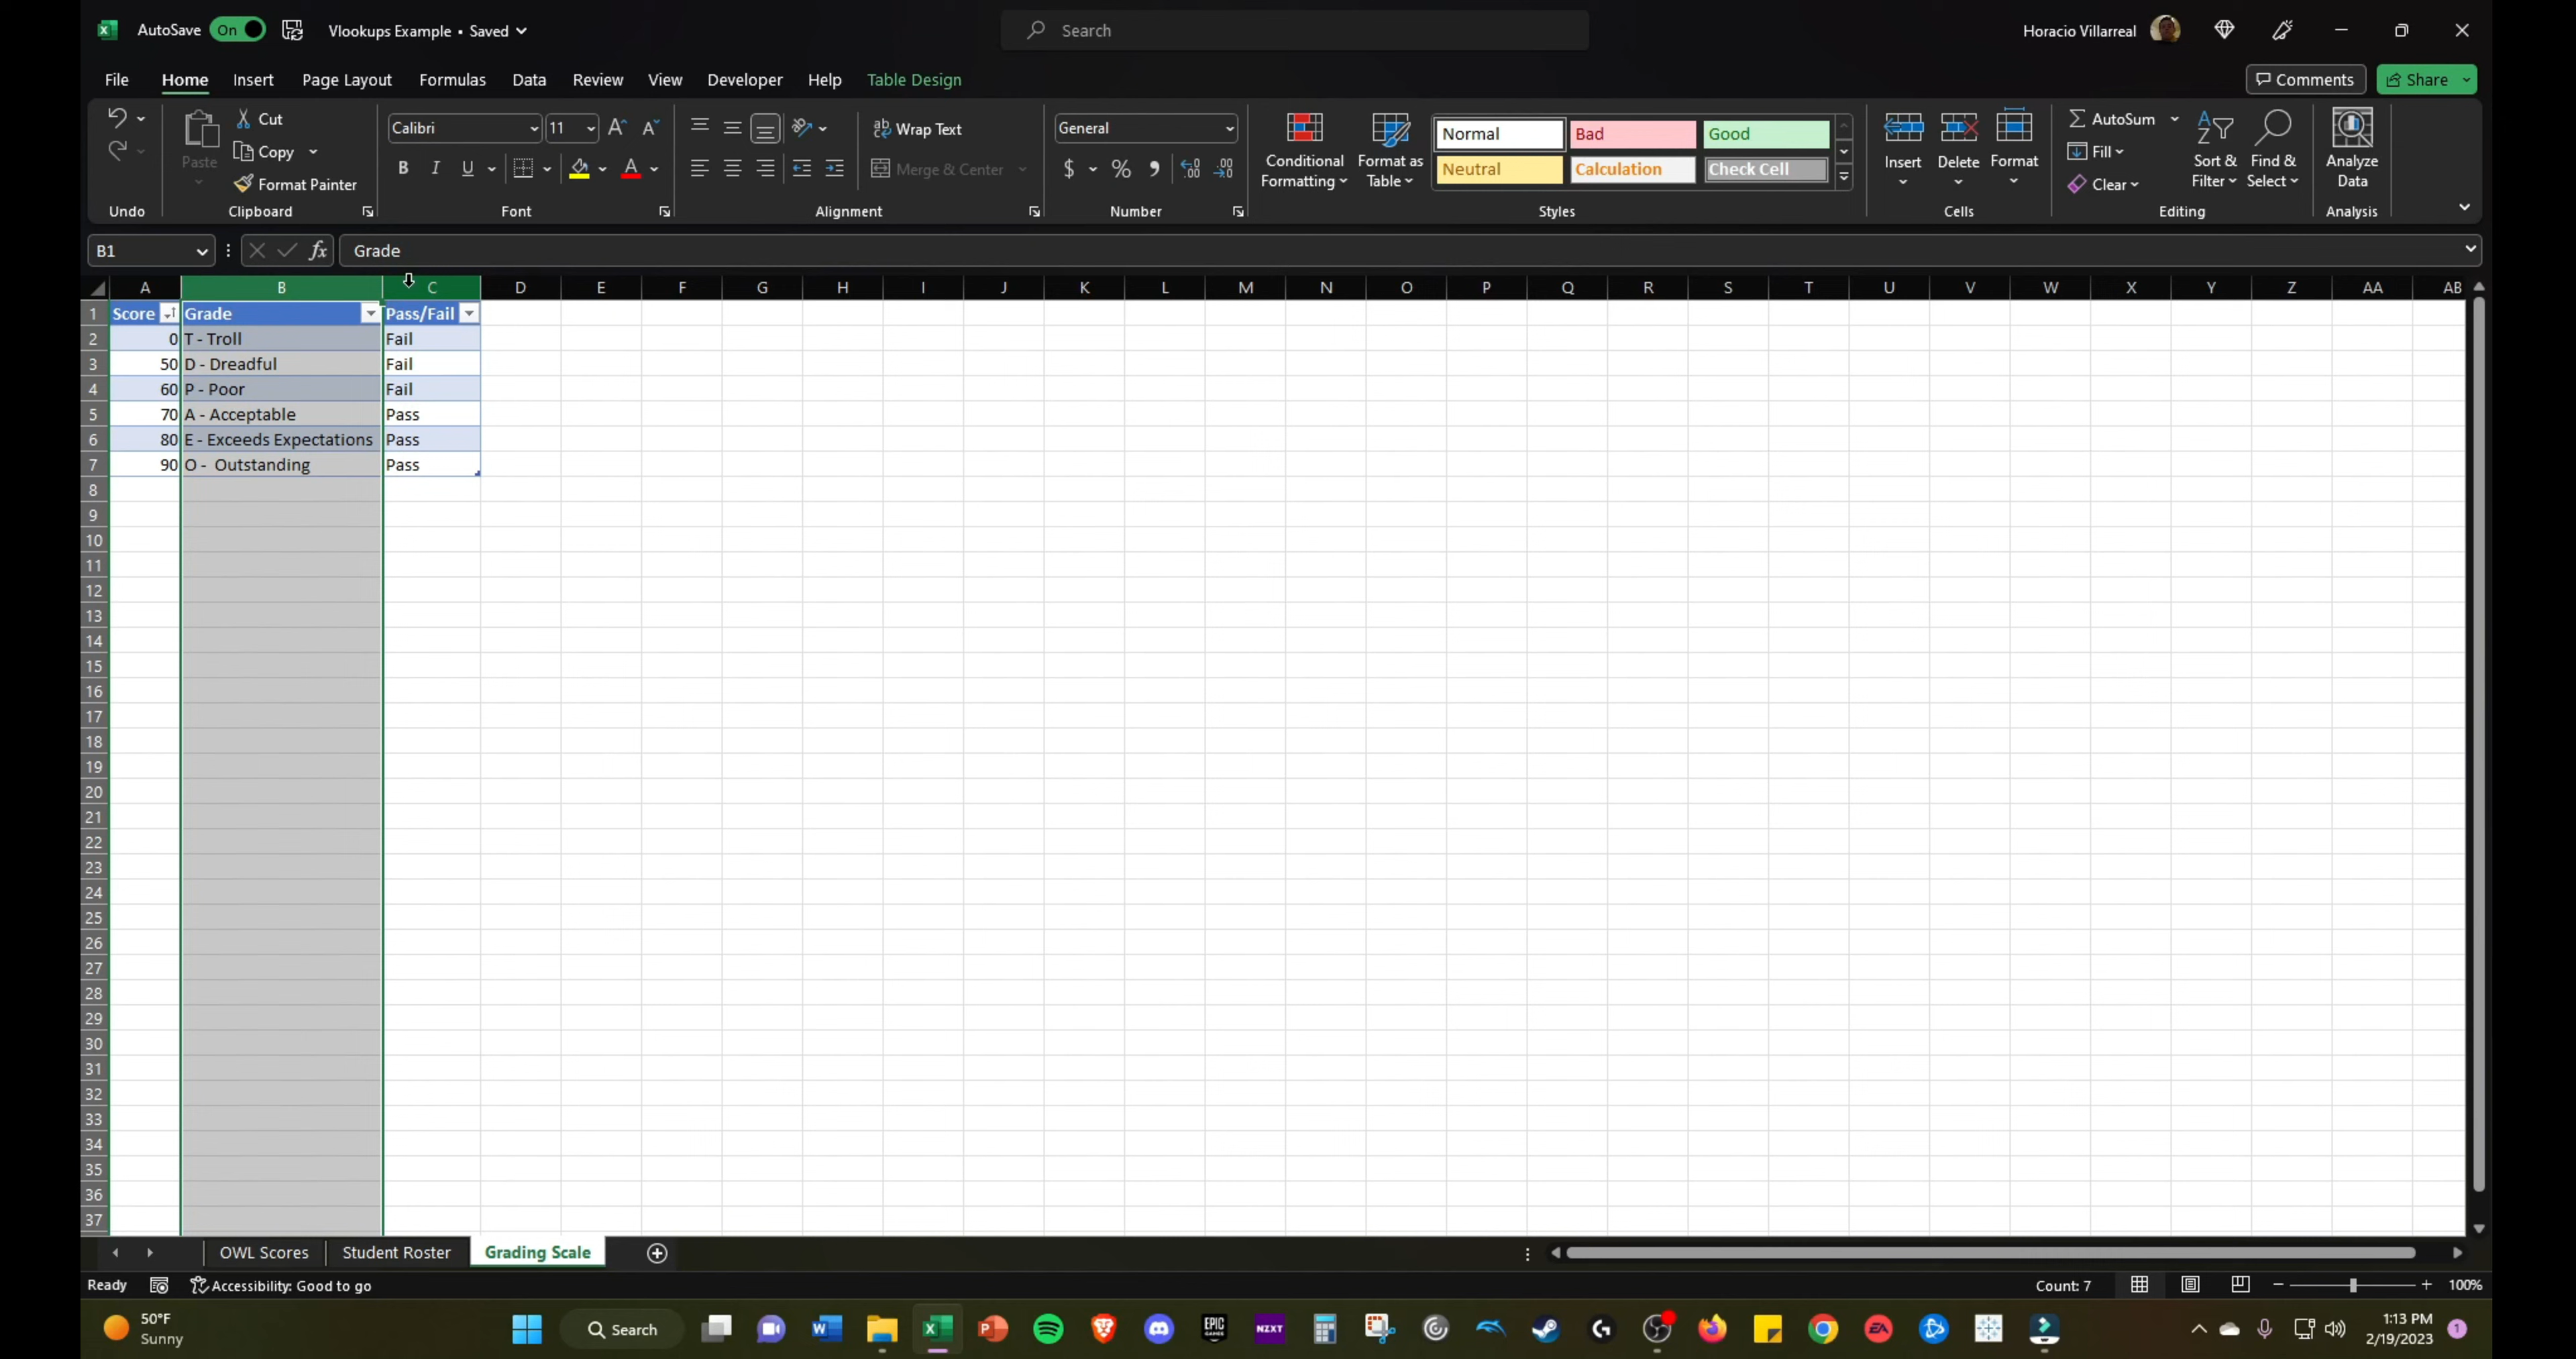 AutoSave On Vlookups Example • Saved Search Horacio Villarreal
File Home Insert Page Layout Formulas Data Review View Developer Help Table Design Comments Share
Cut Calibri 11 A A ab Wrap Text General Normal Bad Good AutoSum
Paste Copy Conditional Formatting Format as Table Insert Delete Format Fill Sort & Filter Find & Select Analyze Data
Format Painter B I U A Merge & Center $ % 9 Neutral Calculation Check Cell Clear
Undo Clipboard Font Alignment Number Styles Cells Editing Analysis
B1 fx Grade
A B C D E F G H I J K L M N O P Q R S T U V W X Y Z AA AB
1 Score Grade Pass/Fail
2 0 T - Troll Fail
3 50 D - Dreadful Fail
4 60 P - Poor Fail
5 70 A - Acceptable Pass
6 80 E - Exceeds Expectations Pass
7 90 O -  Outstanding Pass
8
9
10
11
12
13
14
15
16
17
18
19
20
21
22
23
24
25
26
27
28
29
30
31
32
33
34
35
36
37
OWL Scores Student Roster Grading Scale
Ready Accessibility: Good to go Count: 7 100%
50°F Search EPIC GAMES NZXT EA 1:13 PM
Sunny 2/19/2023 1